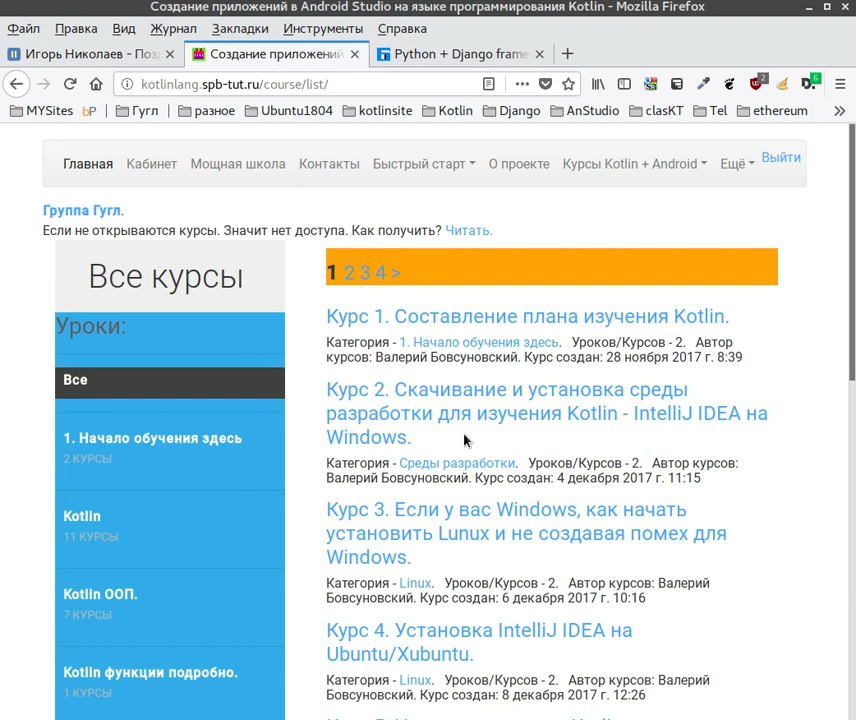 Создание приложений в Android Studio на языке программирования Kotlin - Mozilla Firefox
Файл Правка Вид Журнал Закладки Инструменты Справка
Игорь Николаев - Поз
Создание приложений
Python + Django frame
kotlinlang.spb-tut.ru/course/list/
2
6
MYSites
bP
Гугл
разное
Ubuntu1804
kotlinsite
Kotlin
Django
AnStudio
clasKT
Tel
ethereum
Главная Кабинет Мощная школа Контакты Быстрый старт О проекте Курсы Kotlin + Android Ещё Выйти
Группа Гугл.
Если не открываются курсы. Значит нет доступа. Как получить? Читать.
Все курсы
Уроки:
Все
1. Начало обучения здесь
2 КУРСЫ
Kotlin
11 КУРСЫ
Kotlin ООП.
7 КУРСЫ
Kotlin функции подробно.
1 КУРСЫ
1 2 3 4 >
Курс 1. Составление плана изучения Kotlin.
Категория - 1. Начало обучения здесь. Уроков/Курсов - 2. Автор
курсов: Валерий Бовсуновский. Курс создан: 28 ноября 2017 г. 8:39
Курс 2. Скачивание и установка среды
разработки для изучения Kotlin - IntelliJ IDEA на
Windows.
Категория - Среды разработки. Уроков/Курсов - 2. Автор курсов:
Валерий Бовсуновский. Курс создан: 4 декабря 2017 г. 11:15
Курс 3. Если у вас Windows, как начать
установить Lunux и не создавая помех для
Windows.
Категория - Linux. Уроков/Курсов - 2. Автор курсов: Валерий
Бовсуновский. Курс создан: 6 декабря 2017 г. 10:16
Курс 4. Установка IntelliJ IDEA на
Ubuntu/Xubuntu.
Категория - Linux. Уроков/Курсов - 2. Автор курсов: Валерий
Бовсуновский. Курс создан: 8 декабря 2017 г. 12:26